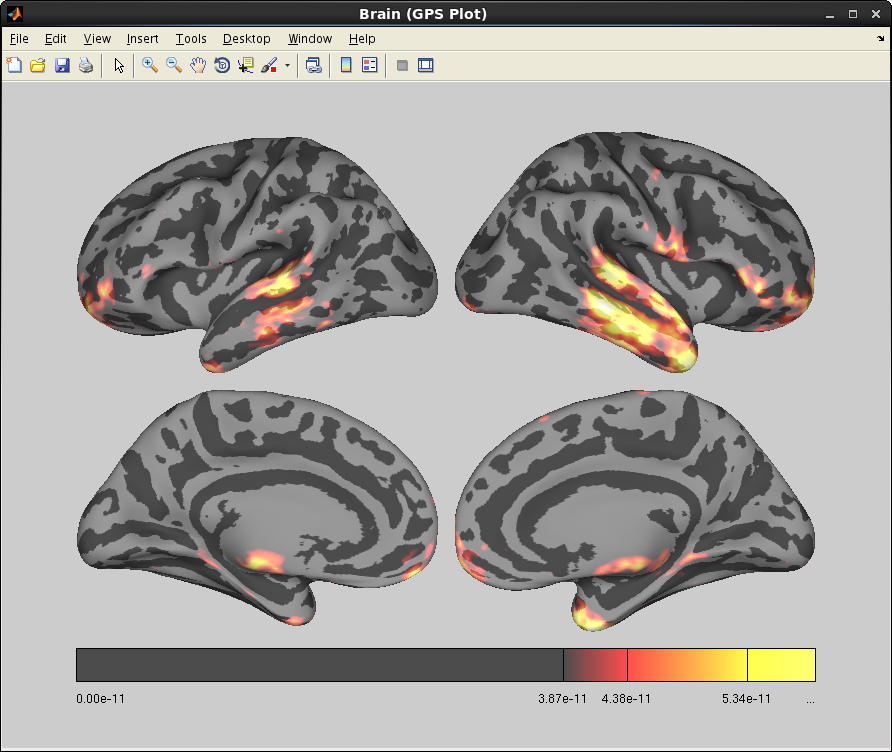 Brain (GPS Plot)
File Edit View Insert Tools Desktop Window Help
0.00e-11 3.87e-11 4.38e-11 5.34e-11 ...